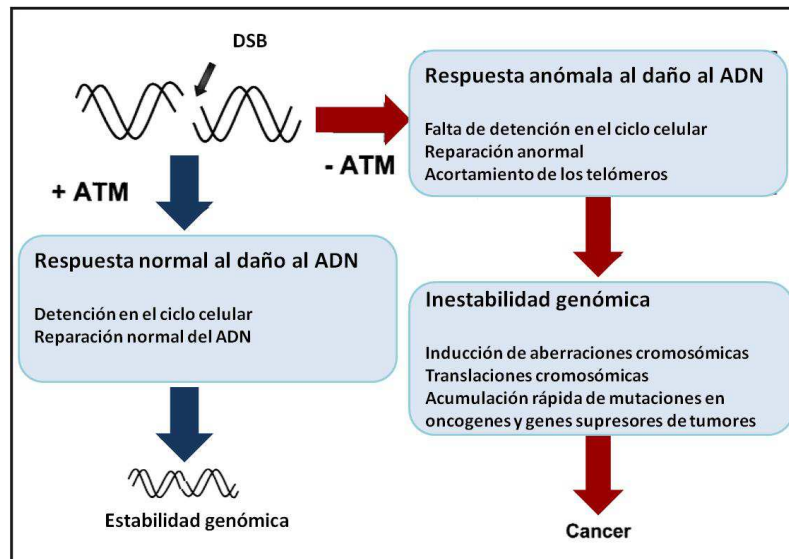 DSB
+ ATM
- ATM
Respuesta anómala al daño al ADN
Falta de detención en el ciclo celular
Reparación anormal
Acortamiento de los telómeros
Respuesta normal al daño al ADN
Detención en el ciclo celular
Reparación normal del ADN
Inestabilidad genómica
Inducción de aberraciones cromosómicas
Translaciones cromosómicas
Acumulación rápida de mutaciones en
oncogenes y genes supresores de tumores
Estabilidad genómica
Cancer